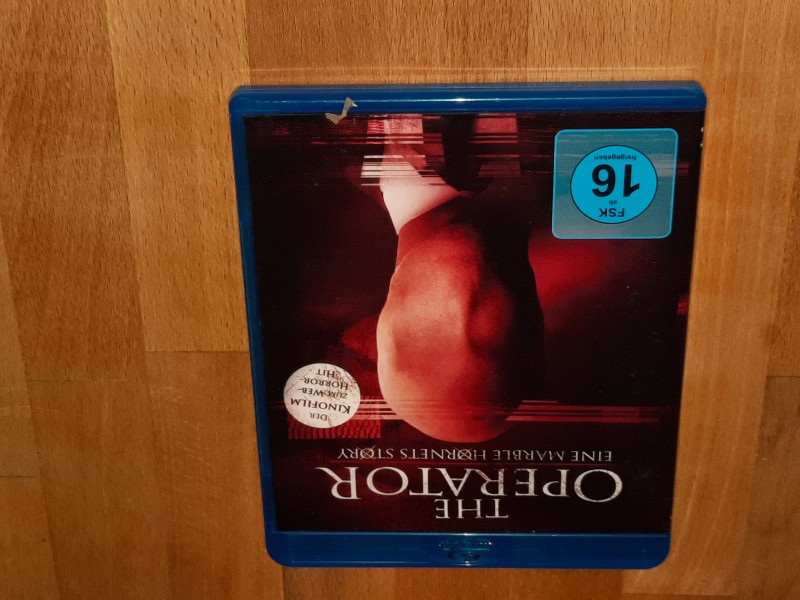 THE
OPERATOR
EINE MARBLE HORNETS STORY
DER
KINOFILM
ZUM WEB-
HORROR-
HIT
FSK
ab
16
freigegeben